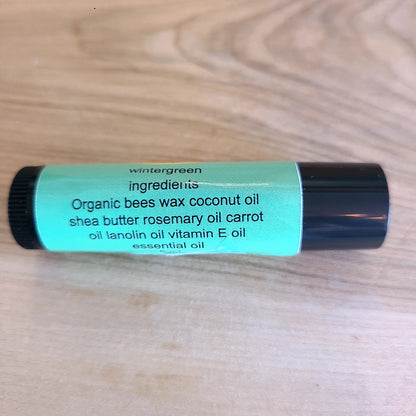 wintergreen
ingredients
Organic bees wax coconut oil
shea butter rosemary oil carrot
oil lanolin oil vitamin E oil
essential oil